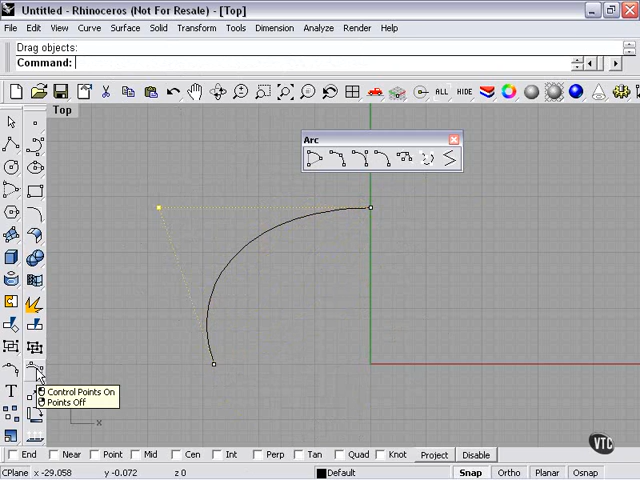 Untitled - Rhinoceros (Not For Resale) - [Top]
File Edit View Curve Surface Solid Transform Tools Dimension Analyze Render Help
Drag objects:
Command:
ALL HIDE
Top
Arc
T
Control Points On
Points Off
x
VTC
End Near Point Mid Cen Int Perp Tan Quad Knot Project Disable
CPlane x -29.058 y -0.072 z 0 Default Snap Ortho Planar Osnap